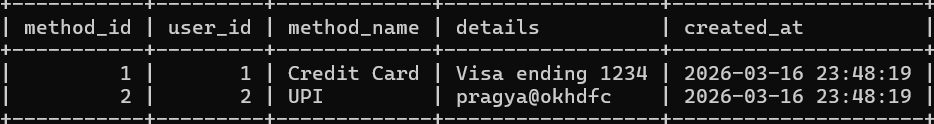 | method_id | user_id | method_name | details          | created_at          |
|         1 |       1 | Credit Card | Visa ending 1234 | 2026-03-16 23:48:19 |
|         2 |       2 | UPI         | pragya@okhdfc    | 2026-03-16 23:48:19 |